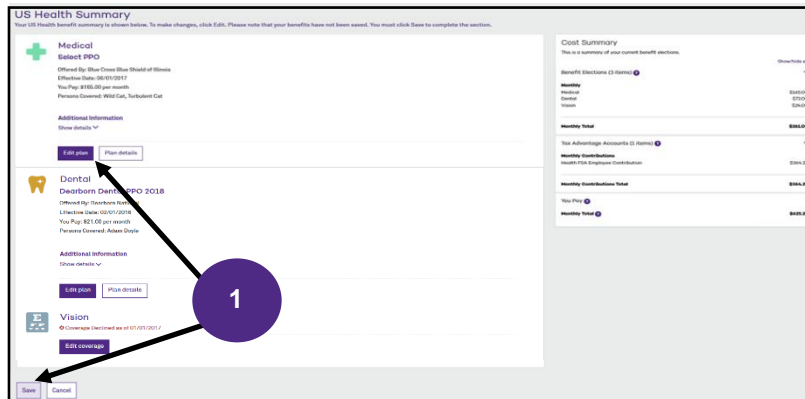 US Health Summary
Your US Health benefit summary is shown below. To make changes, click Edit. Please note that your benefits have not been saved. You must click Save to complete the section.
Medical
Select PPO
Offered By: Blue Cross Blue Shield of Illinois
Effective Date: 06/01/2017
You Pay: $165.00 per month
Persons Covered: Wild Cat, Turbulent Cat
Additional Information
Show details
Edit plan
Plan details
Dental
Dearborn Dental PPO 2018
Offered By: Dearborn National
Effective Date: 02/01/2018
You Pay: $21.00 per month
Persons Covered: Adam Doyle
Additional Information
Show details
Edit plan
Plan details
1
E
Vision
Coverage Declined as of 01/01/2017
Edit coverage
Save
Cancel
Cost Summary
This is a summary of your current benefit elections.
Show/hide
Benefit Elections (3 items)
Monthly
Medical
Dental
Vision
Monthly Total
Tax Advantage Accounts (1 items)
Monthly Contributions
Health FSA Employee Contribution
Monthly Contributions Total
You Pay
Monthly Total